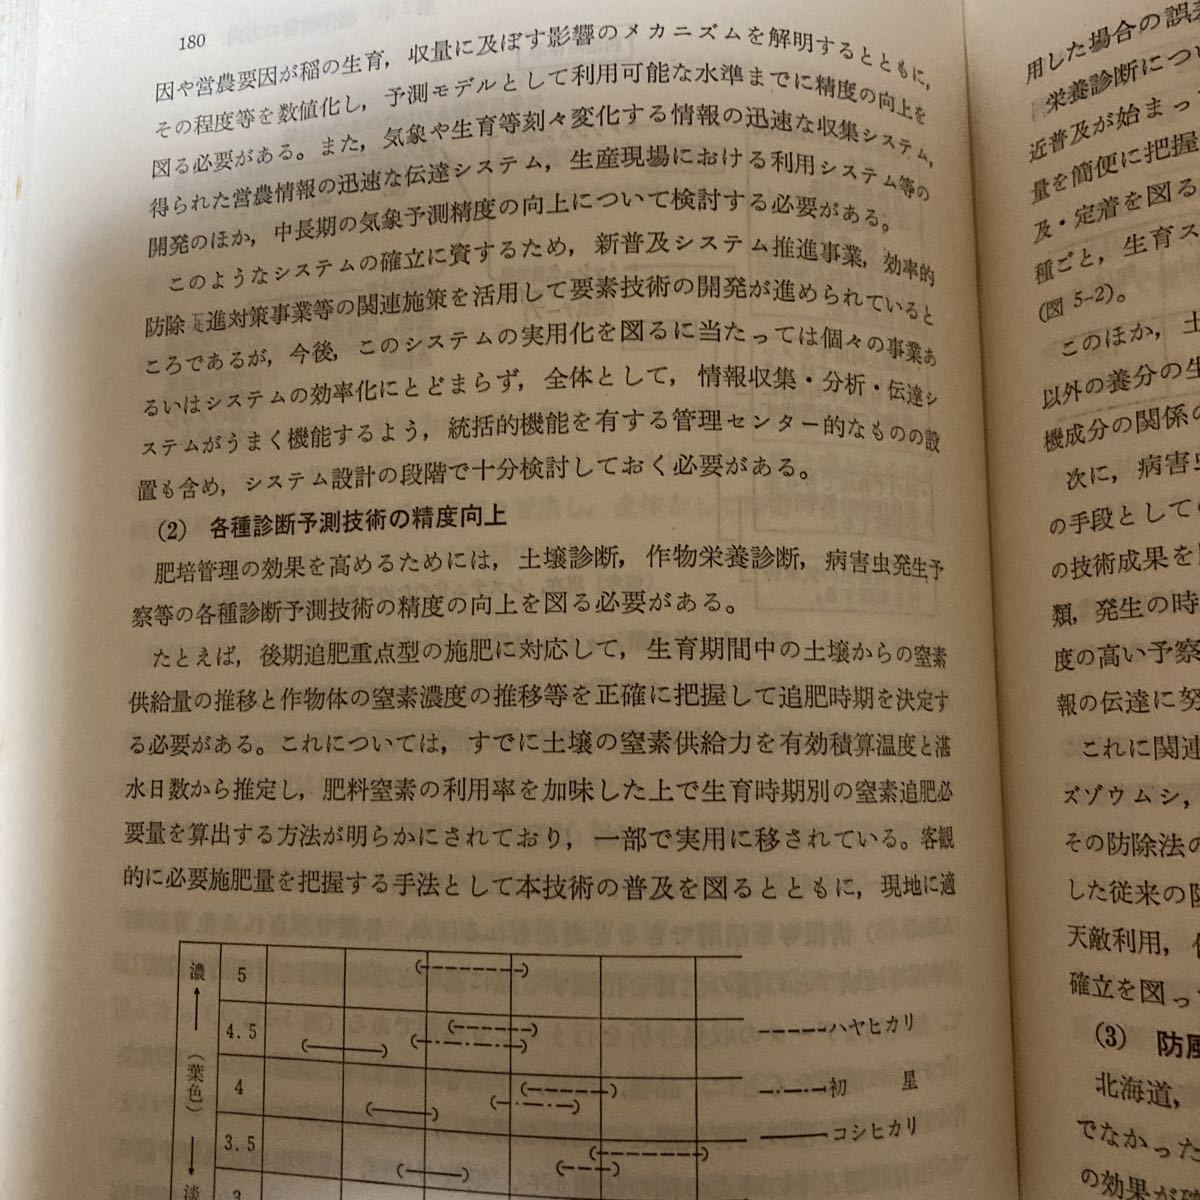 180
因や営農要因が稲の生育，収量に及ぼす影響のメカニズムを解明するとともに，
その程度等を数値化し，予測モデルとして利用可能な水準までに精度の向上を
図る必要がある。また，気象や生育等刻々変化する情報の迅速な収集システム，
得られた営農情報の迅速な伝達システム，生産現場における利用システム等の
開発のほか，中長期の気象予測精度の向上について検討する必要がある。
このようなシステムの確立に資するため，新普及システム推進事業，効率的
防除 進対策事業等の関連施策を活用して要素技術の開発が進められていると
ころであるが，今後，このシステムの実用化を図るに当たっては個々の事業あ
るいはシステムの効率化にとどまらず，全体として，情報収集・分析・伝達シ
ステムがうまく機能するよう，統括的機能を有する管理センター的なものの設
置も含め，システム設計の段階で十分検討しておく必要がある。
(2) 各種診断予測技術の精度向上
肥培管理の効果を高めるためには，土壌診断，作物栄養診断，病害虫発生予
察等の各種診断予測技術の精度の向上を図る必要がある。
たとえば，後期追肥重点型の施肥に対応して，生育期間中の土壌からの窒素
供給量の推移と作物体の窒素濃度の推移等を正確に把握して追肥時期を決定す
る必要がある。これについては，すでに土壌の窒素供給力を有効積算温度と湛
水日数から推定し，肥料窒素の利用率を加味した上で生育時期別の窒素追肥必
要量を算出する方法が明らかにされており，一部で実用に移されている。客観
的に必要施肥量を把握する手法として本技術の普及を図るとともに，現地に適
濃
(葉色)
淡
5
4.5
4
3.5
3
ハヤヒカリ
初星
コシヒカリ
用した場合の誤
栄養診断につい
近普及が始まっ
量を簡便に把握
及・定着を図る
種ごと，生育ス
(図 5-2)。
このほか，土
以外の養分の生
機成分の関係の
次に，病害虫
の手段として
の技術成果を
類，発生の時
度の高い予察
報の伝達に努
これに関連
ズゾウムシ，
その防除法の
した従来の防
天敵利用，
確立を図っ
(3) 防風
北海道，
でなかった
の効果が